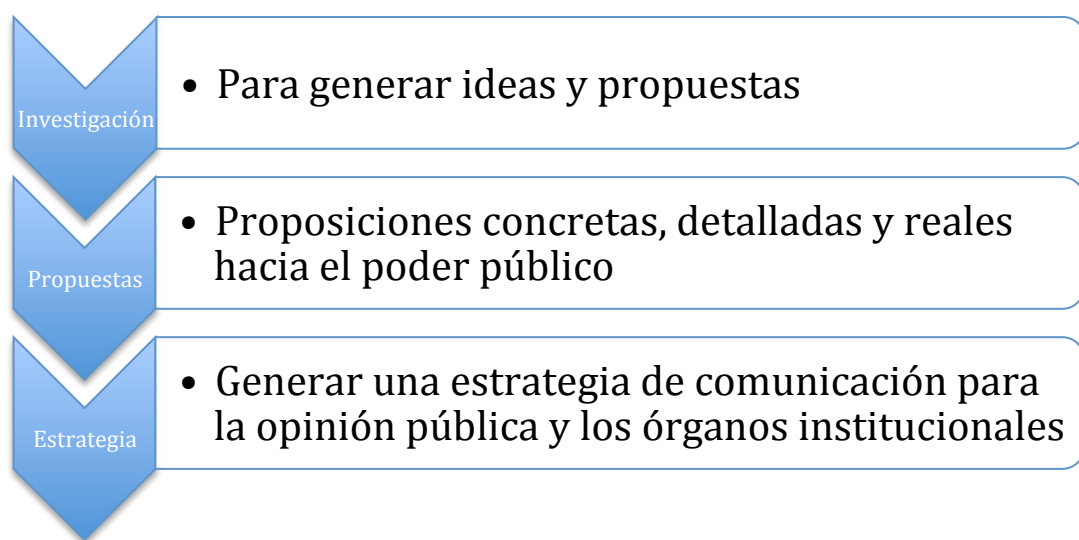 Investigación
• Para generar ideas y propuestas
Propuestas
• Proposiciones concretas, detalladas y reales
hacia el poder público
Estrategia
• Generar una estrategia de comunicación para
la opinión pública y los órganos institucionales